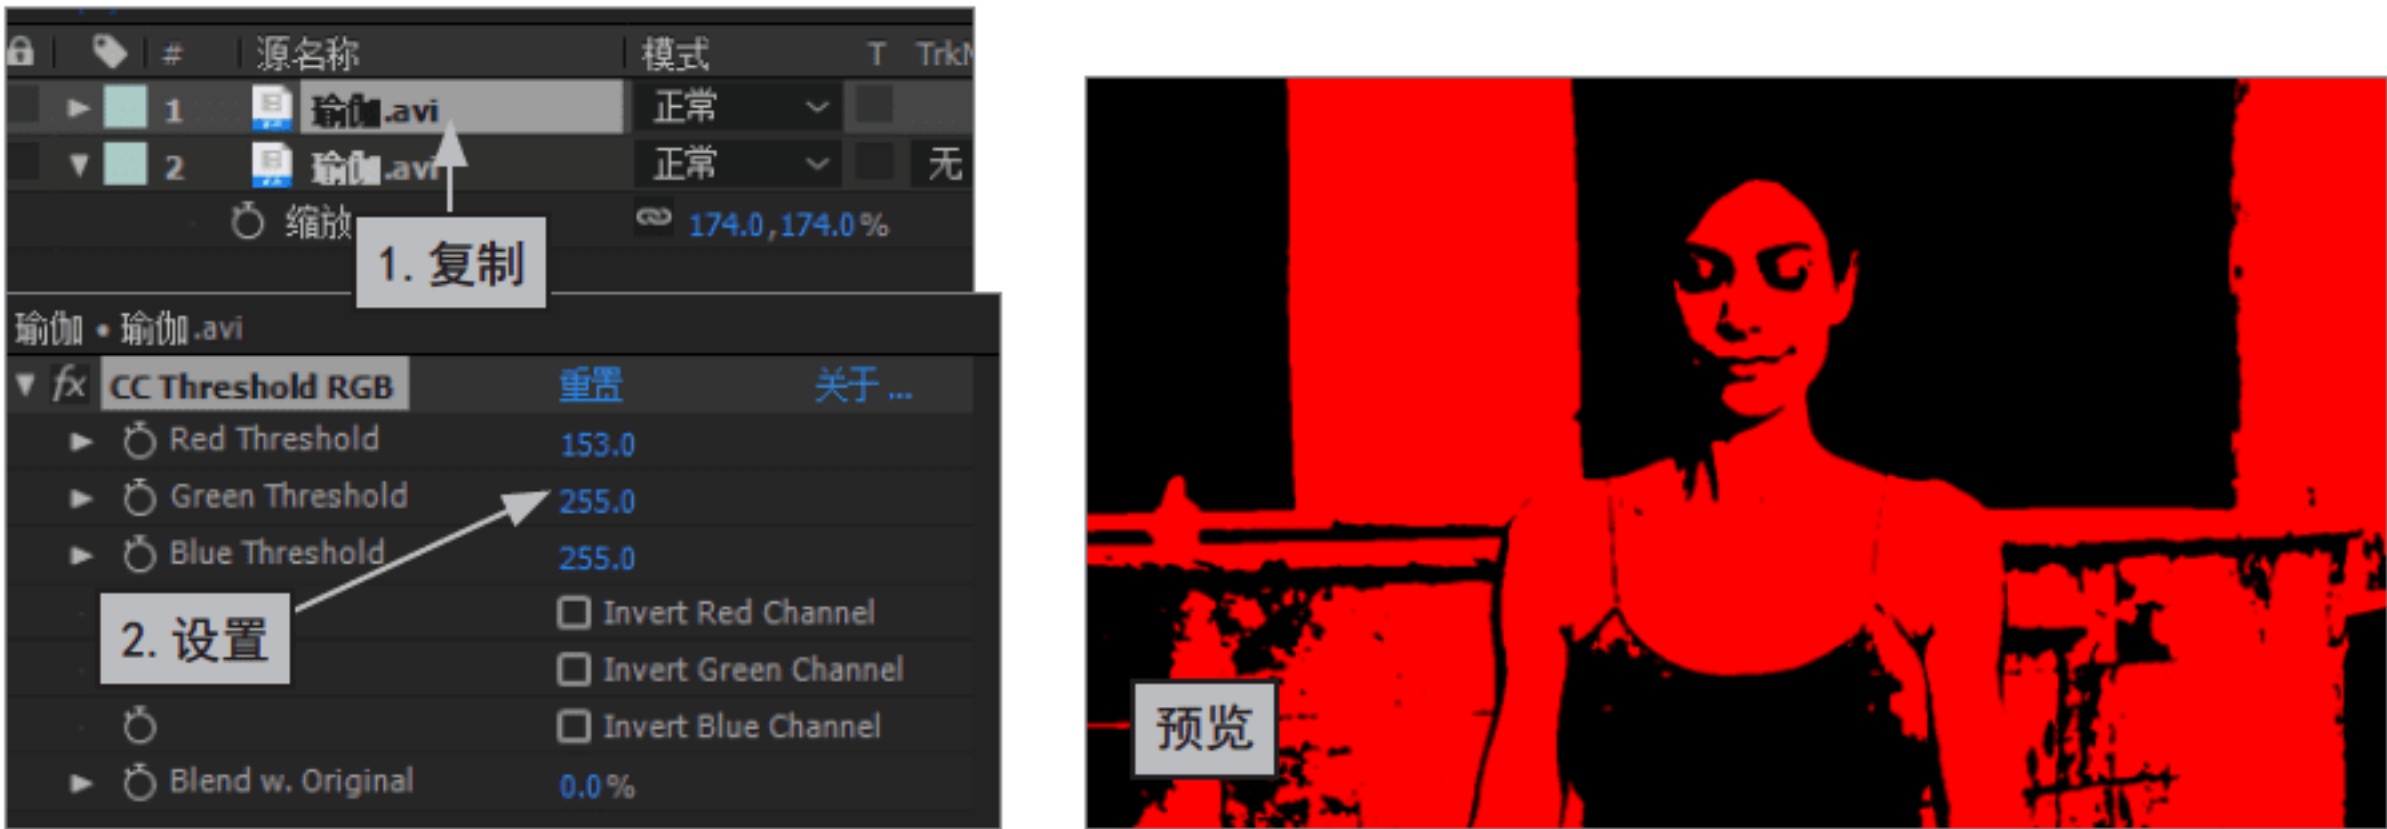 # 源名称 模式 T Trk
1 瑜伽.avi 正常
2 瑜伽.avi 正常 无
缩放 174.0,174.0%
1. 复制
瑜伽 • 瑜伽.avi
fx CC Threshold RGB 重置 关于...
Red Threshold 153.0
Green Threshold 255.0
Blue Threshold 255.0
Invert Red Channel
2. 设置
Invert Green Channel
Invert Blue Channel
Blend w. Original 0.0%
预览